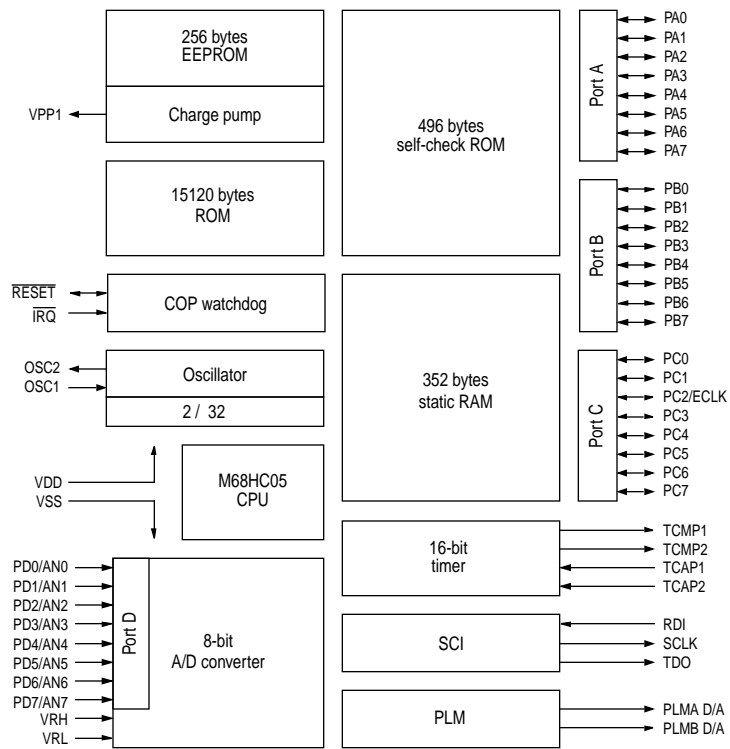 256 bytes
EEPROM
Charge pump
VPP1
15120 bytes
ROM
RESET
IRQ
COP watchdog
OSC2
OSC1
Oscillator
2 / 32
VDD
VSS
M68HC05
CPU
PD0/AN0
PD1/AN1
PD2/AN2
PD3/AN3
PD4/AN4
PD5/AN5
PD6/AN6
PD7/AN7
VRH
VRL
Port D
8-bit
A/D converter
496 bytes
self-check ROM
352 bytes
static RAM
16-bit
timer
SCI
PLM
Port A
PA0
PA1
PA2
PA3
PA4
PA5
PA6
PA7
Port B
PB0
PB1
PB2
PB3
PB4
PB5
PB6
PB7
Port C
PC0
PC1
PC2/ECLK
PC3
PC4
PC5
PC6
PC7
TCMP1
TCMP2
TCAP1
TCAP2
RDI
SCLK
TDO
PLMA D/A
PLMB D/A